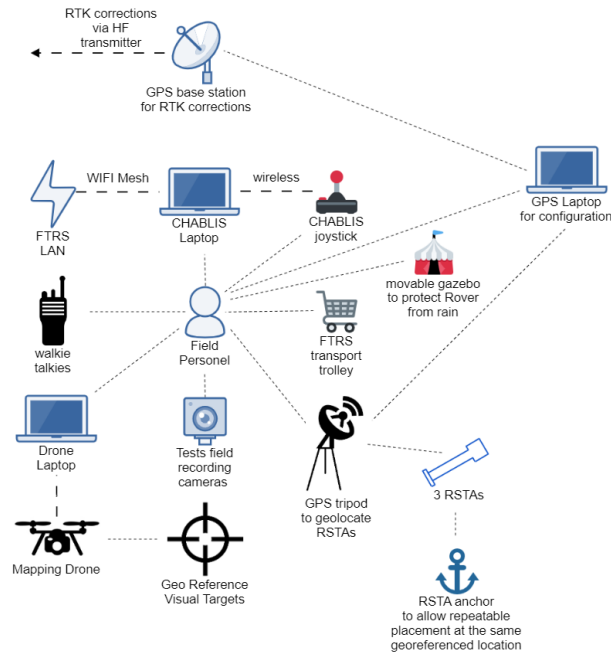 RTK corrections
via HF
transmitter
GPS base station
for RTK corrections
WIFI Mesh
wireless
FTRS
LAN
CHABLIS
Laptop
CHABLIS
joystick
GPS Laptop
for configuration
movable gazebo
to protect Rover
from rain
walkie
talkies
Field
Personel
FTRS
transport
trolley
Drone
Laptop
Tests field
recording
cameras
GPS tripod
to geolocate
RSTAs
3 RSTAs
Mapping Drone
Geo Reference
Visual Targets
RSTA anchor
to allow repeatable
placement at the same
georeferenced location